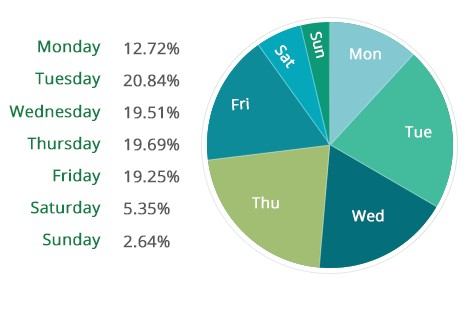 Monday 12.72%
Tuesday 20.84%
Wednesday 19.51%
Thursday 19.69%
Friday 19.25%
Saturday 5.35%
Sunday 2.64%
Sun
Sat
Mon
Fri
Tue
Thu
Wed